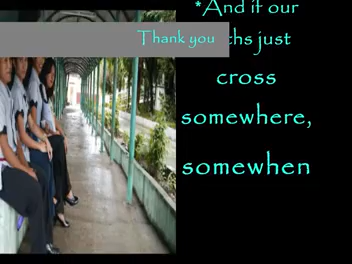 *And if our
Thank you
ths just
cross
somewhere,
somewhen